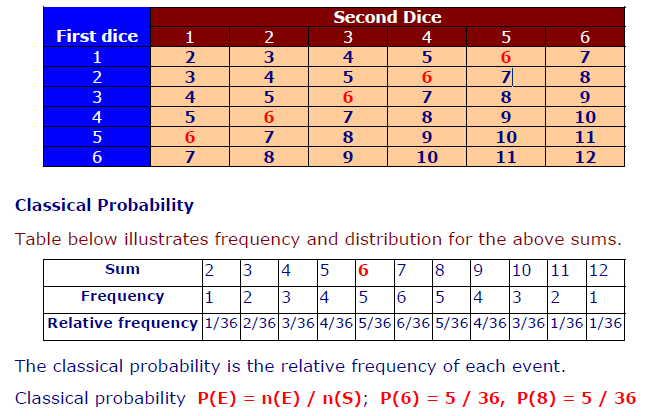 Second Dice
First dice 1 2 3 4 5 6
1 2 3 4 5 6 7
2 3 4 5 6 7 8
3 4 5 6 7 8 9
4 5 6 7 8 9 10
5 6 7 8 9 10 11
6 7 8 9 10 11 12
Classical Probability
Table below illustrates frequency and distribution for the above sums.
Sum 2 3 4 5 6 7 8 9 10 11 12
Frequency 1 2 3 4 5 6 5 4 3 2 1
Relative frequency 1/36 2/36 3/36 4/36 5/36 6/36 5/36 4/36 3/36 1/36 1/36
The classical probability is the relative frequency of each event.
Classical probability P(E) = n(E) / n(S); P(6) = 5 / 36, P(8) = 5 / 36